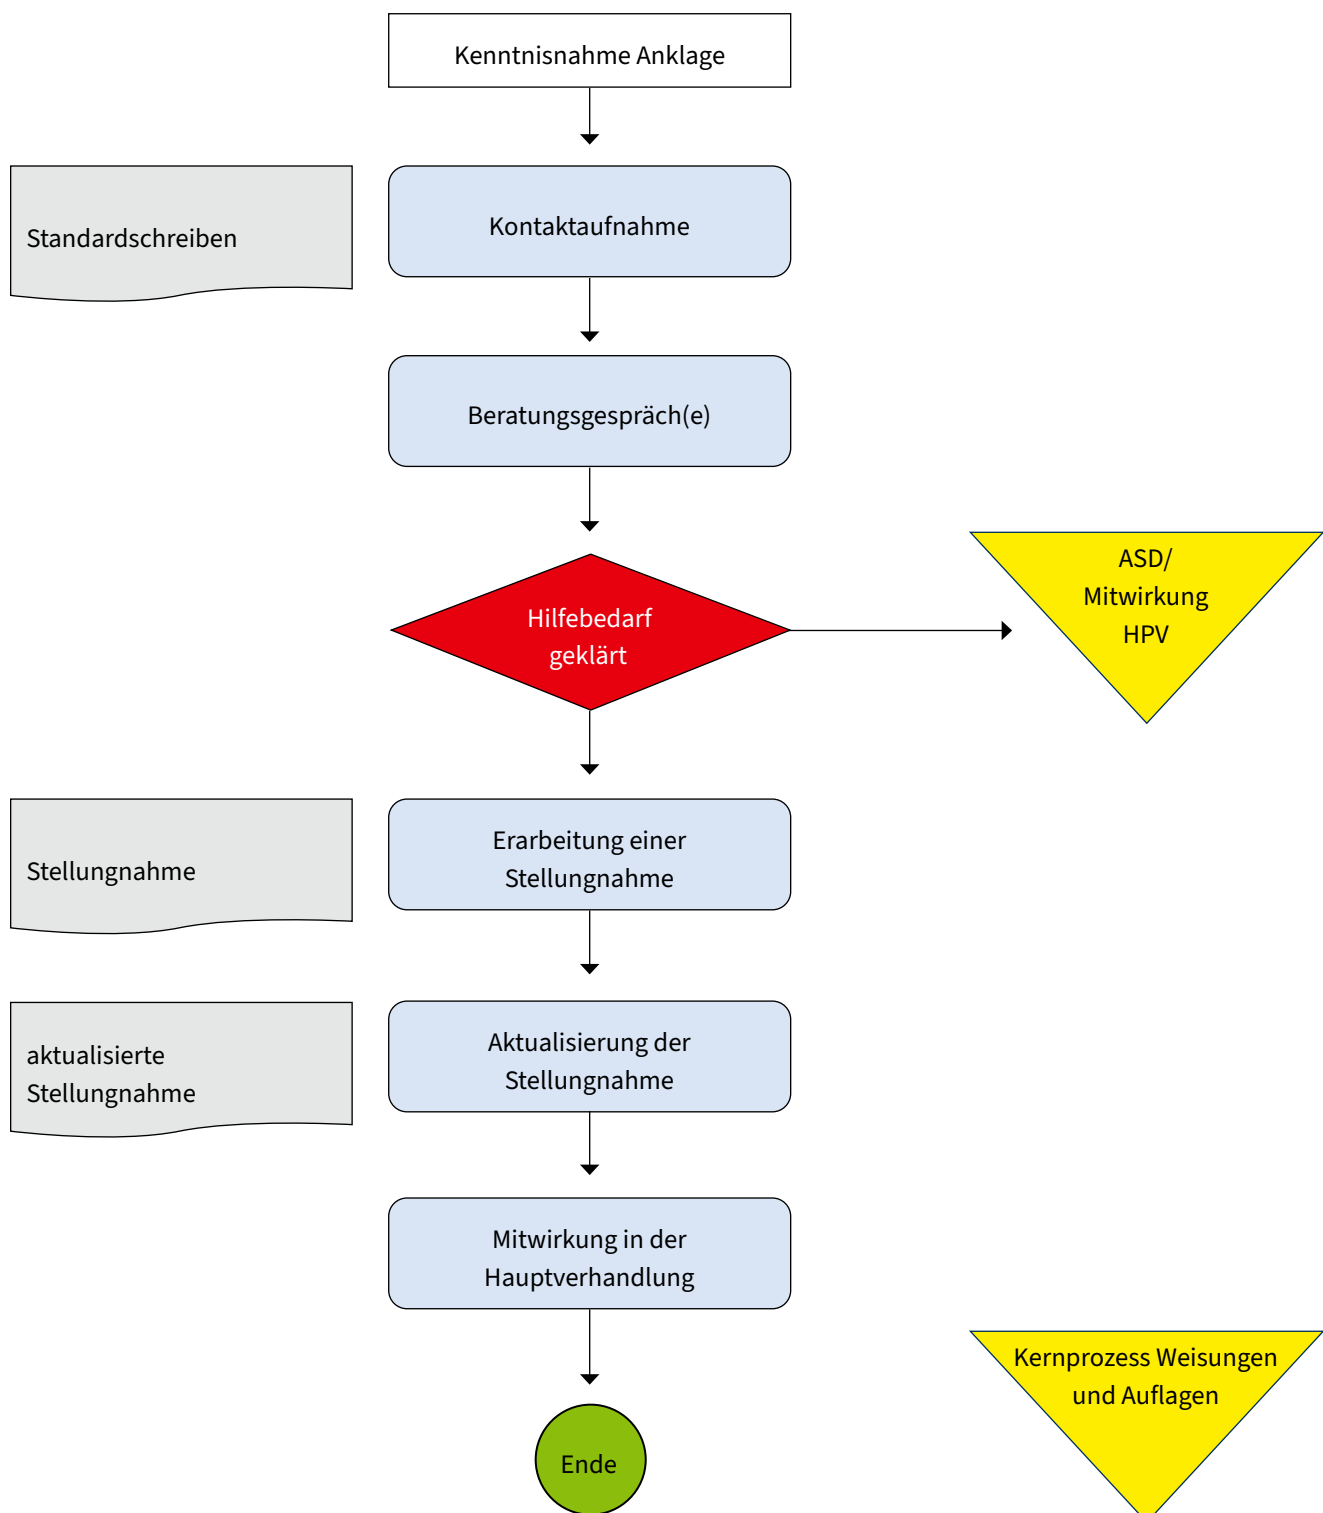 Kenntnisnahme Anklage
Standardschreiben
Kontaktaufnahme
Beratungsgespräch(e)
Hilfebedarf
geklärt
ASD/
Mitwirkung
HPV
Stellungnahme
Erarbeitung einer
Stellungnahme
aktualisierte
Stellungnahme
Aktualisierung der
Stellungnahme
Mitwirkung in der
Hauptverhandlung
Kernprozess Weisungen
und Auflagen
Ende